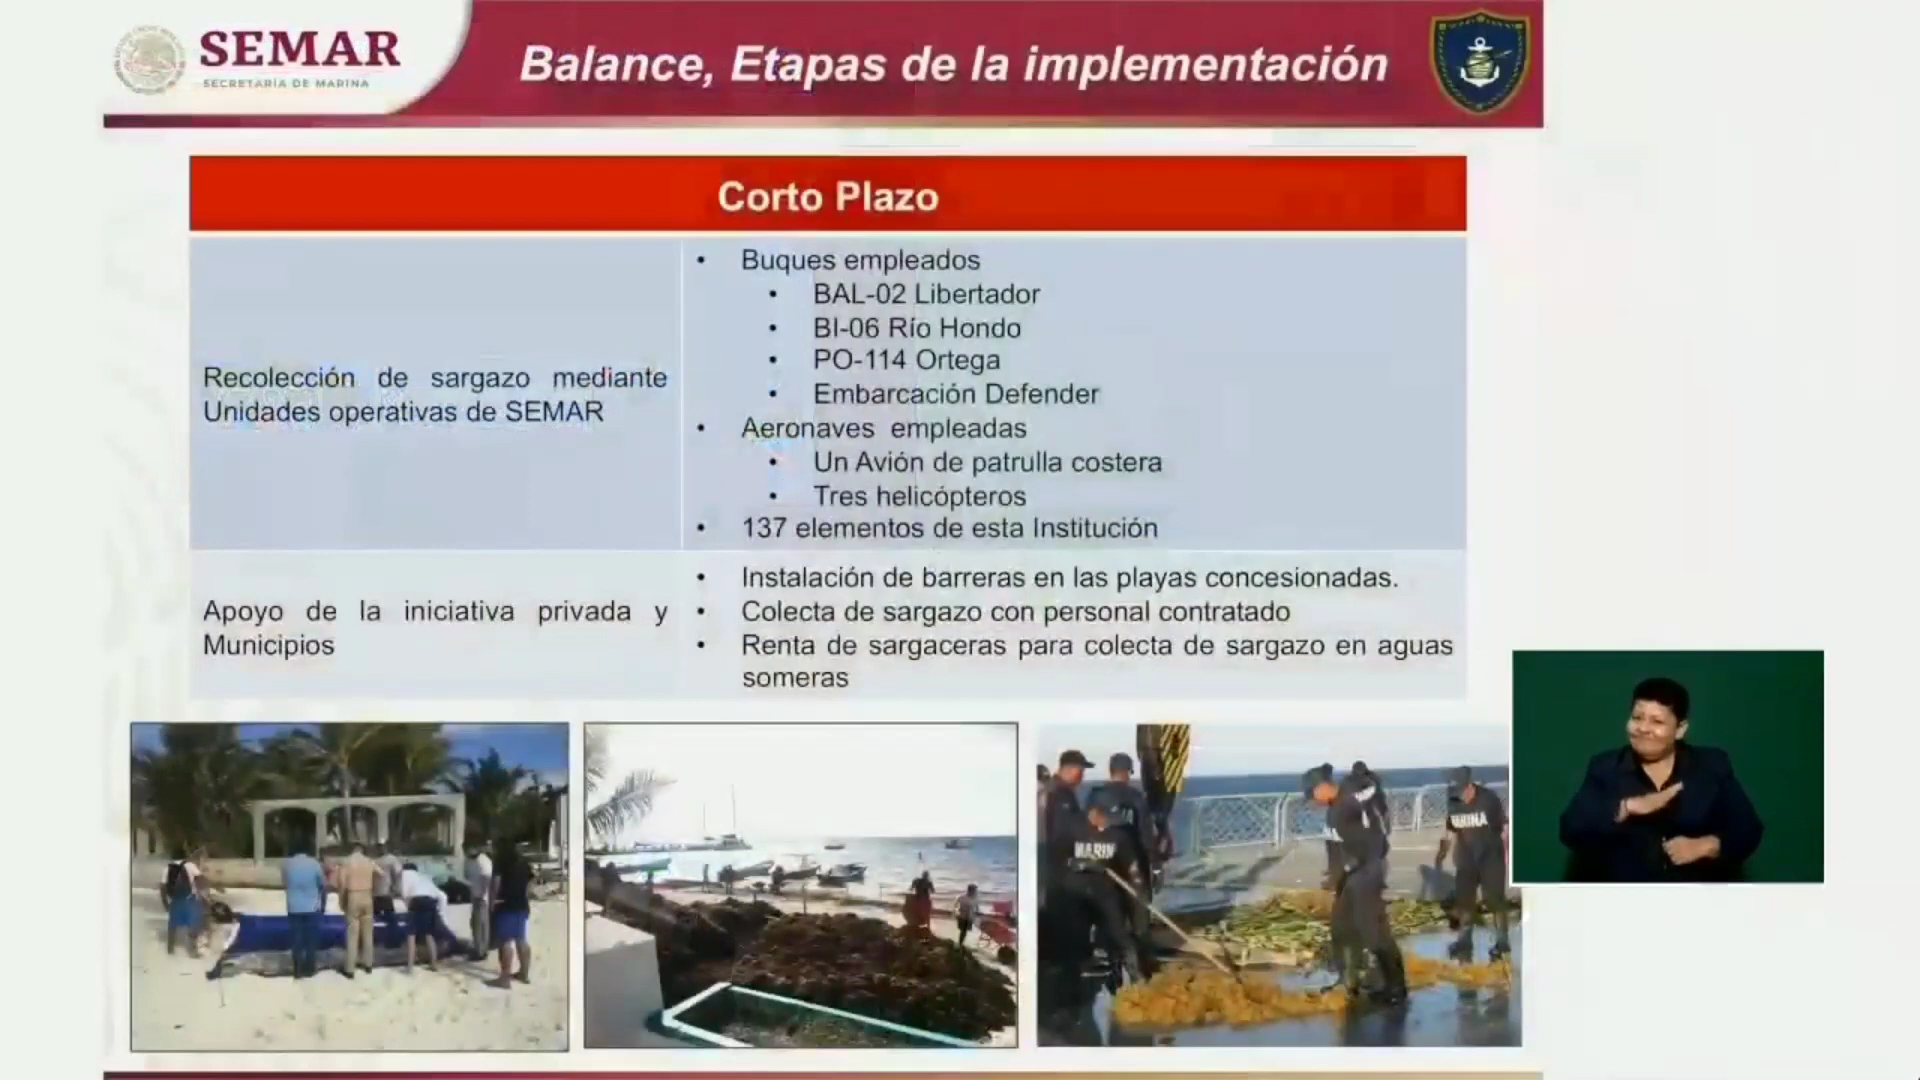 SEMAR
SECRETARÍA DE MARINA
Balance, Etapas de la implementación
Corto Plazo
Recolección de sargazo mediante
Unidades operativas de SEMAR
• Buques empleados
• BAL-02 Libertador
• BI-06 Río Hondo
• PO-114 Ortega
• Embarcación Defender
• Aeronaves empleadas
• Un Avión de patrulla costera
• Tres helicópteros
• 137 elementos de esta Institución
Apoyo de la iniciativa privada y
Municipios
• Instalación de barreras en las playas concesionadas.
• Colecta de sargazo con personal contratado
• Renta de sargaceras para colecta de sargazo en aguas
someras
MARIN
MARINA